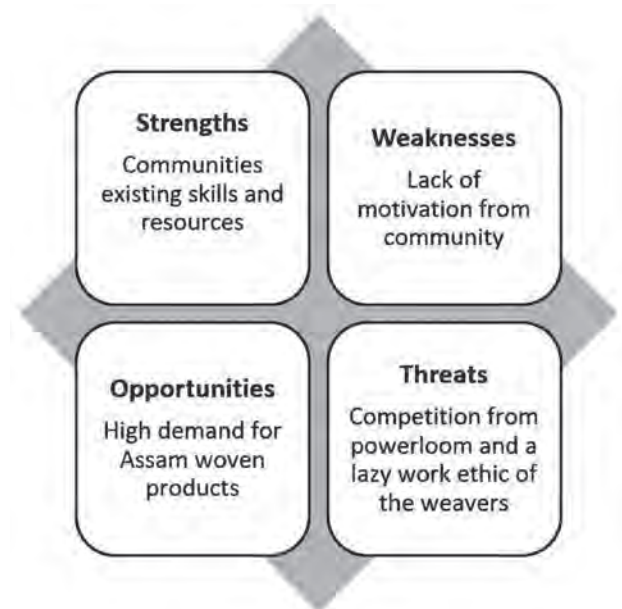 Strengths
Communities
existing skills and
resources
Weaknesses
Lack of
motivation from
community
Opportunities
High demand for
Assam woven
products
Threats
Competition from
powerloom and a
lazy work ethic of
the weavers